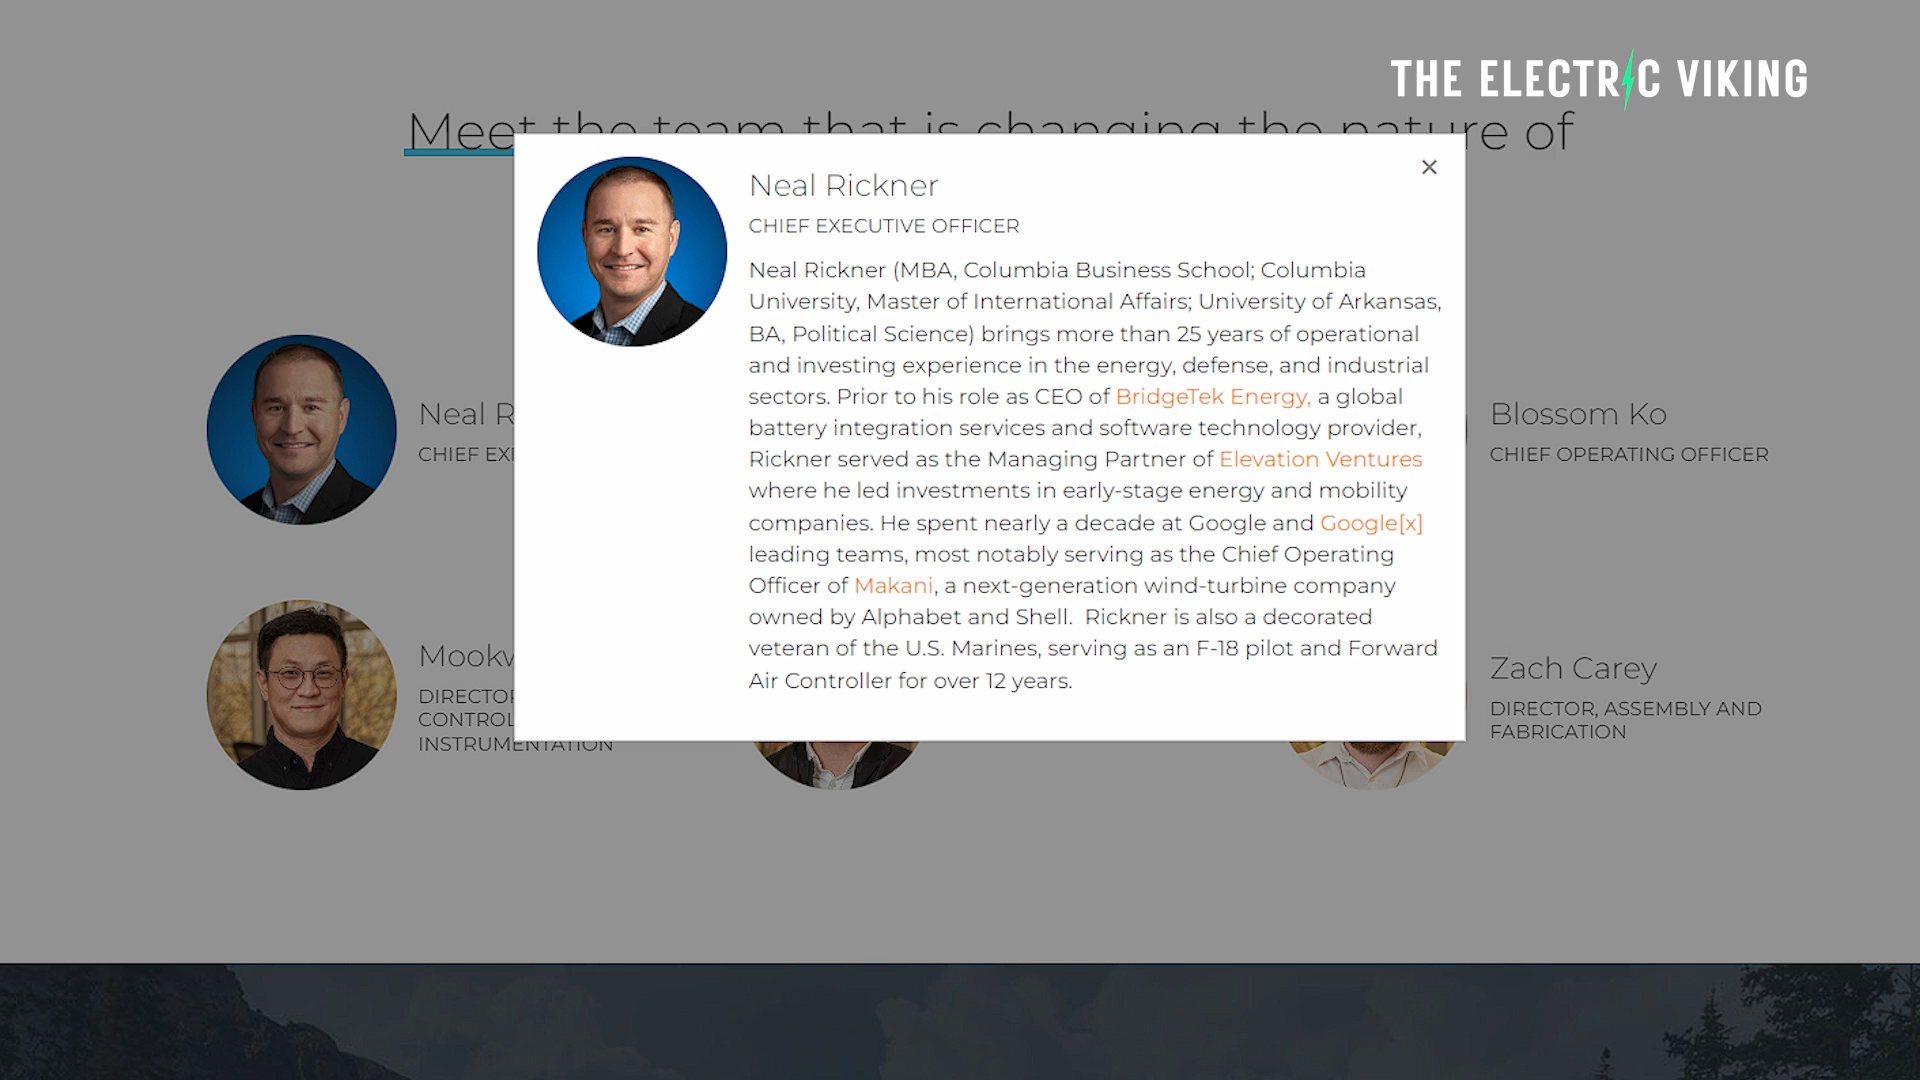 THE ELECTRIC VIKING
Meet the team that is changing the nature of
Neal Rickner
CHIEF EXECUTIVE OFFICER
Neal Rickner (MBA, Columbia Business School; Columbia
University, Master of International Affairs; University of Arkansas,
BA, Political Science) brings more than 25 years of operational
and investing experience in the energy, defense, and industrial
sectors. Prior to his role as CEO of BridgeTek Energy, a global
battery integration services and software technology provider,
Rickner served as the Managing Partner of Elevation Ventures
where he led investments in early-stage energy and mobility
companies. He spent nearly a decade at Google and Google[x]
leading teams, most notably serving as the Chief Operating
Officer of Makani, a next-generation wind-turbine company
owned by Alphabet and Shell. Rickner is also a decorated
veteran of the U.S. Marines, serving as an F-18 pilot and Forward
Air Controller for over 12 years.
Neal R
CHIEF EXE
Blossom Ko
CHIEF OPERATING OFFICER
Mookw
DIRECTOR
CONTROL
INSTRUMENTATION
Zach Carey
DIRECTOR, ASSEMBLY AND
FABRICATION